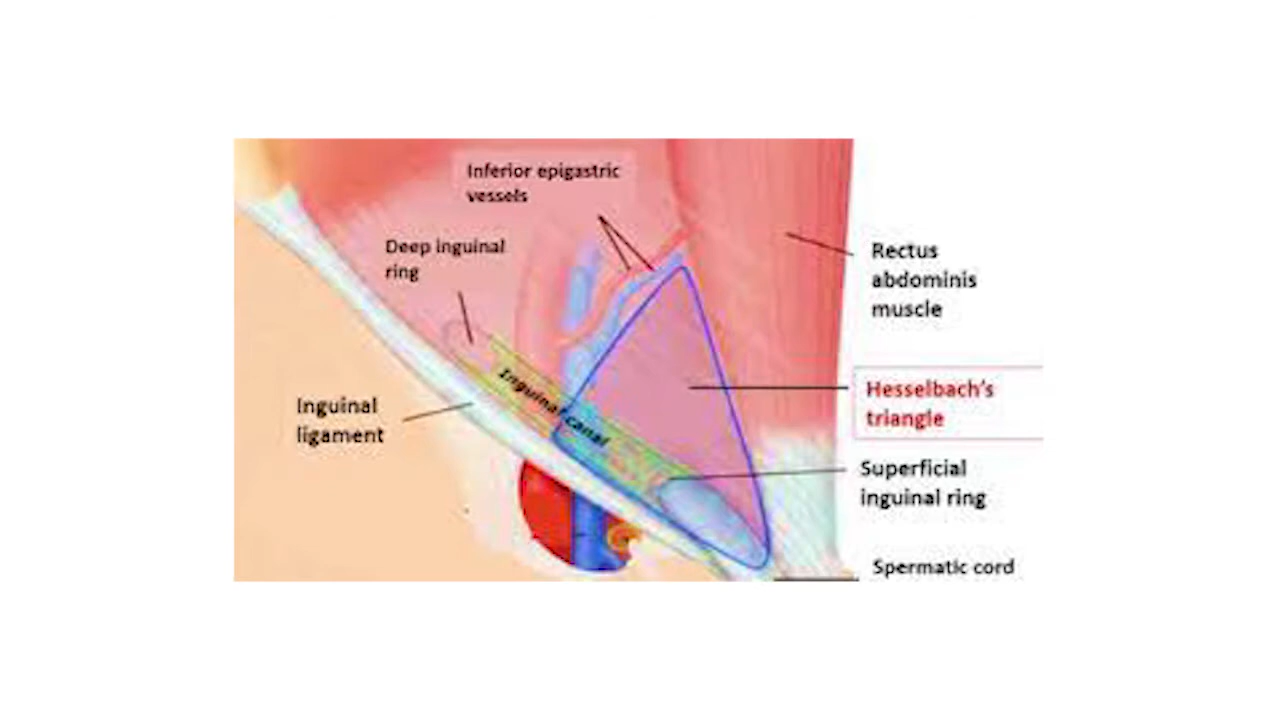 Inferior epigastric
vessels
Deep inguinal
ring
Rectus
abdominis
muscle
Inguinal canal
Hesselbach's
triangle
Inguinal
ligament
Superficial
inguinal ring
Spermatic cord